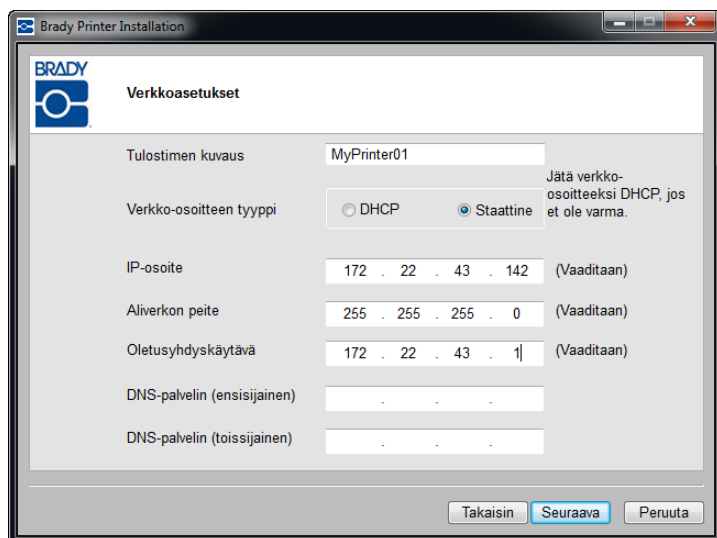 Brady Printer Installation
BRADY
Verkkoasetukset
Tulostimen kuvaus MyPrinter01
Verkko-osoitteen tyyppi DHCP Staattine
Jätä verkko-
osoitteeksi DHCP, jos
et ole varma.
IP-osoite 172 . 22 . 43 . 142 (Vaaditaan)
Aliverkon peite 255 . 255 . 255 . 0 (Vaaditaan)
Oletusyhdyskäytävä 172 . 22 . 43 . 1 (Vaaditaan)
DNS-palvelin (ensisijainen) . . .
DNS-palvelin (toissijainen) . . .
Takaisin Seuraava Peruuta